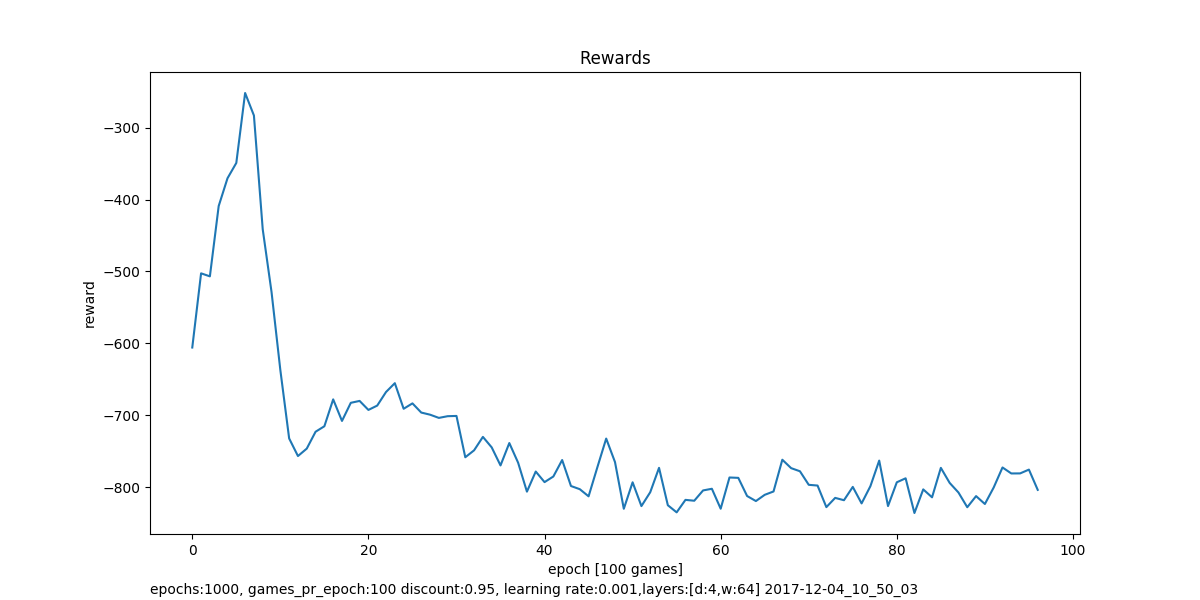 Rewards
reward
−300
−400
−500
−600
−700
−800
0 20 40 60 80 100
epoch [100 games]
epochs:1000, games_pr_epoch:100 discount:0.95, learning rate:0.001,layers:[d:4,w:64] 2017-12-04_10_50_03